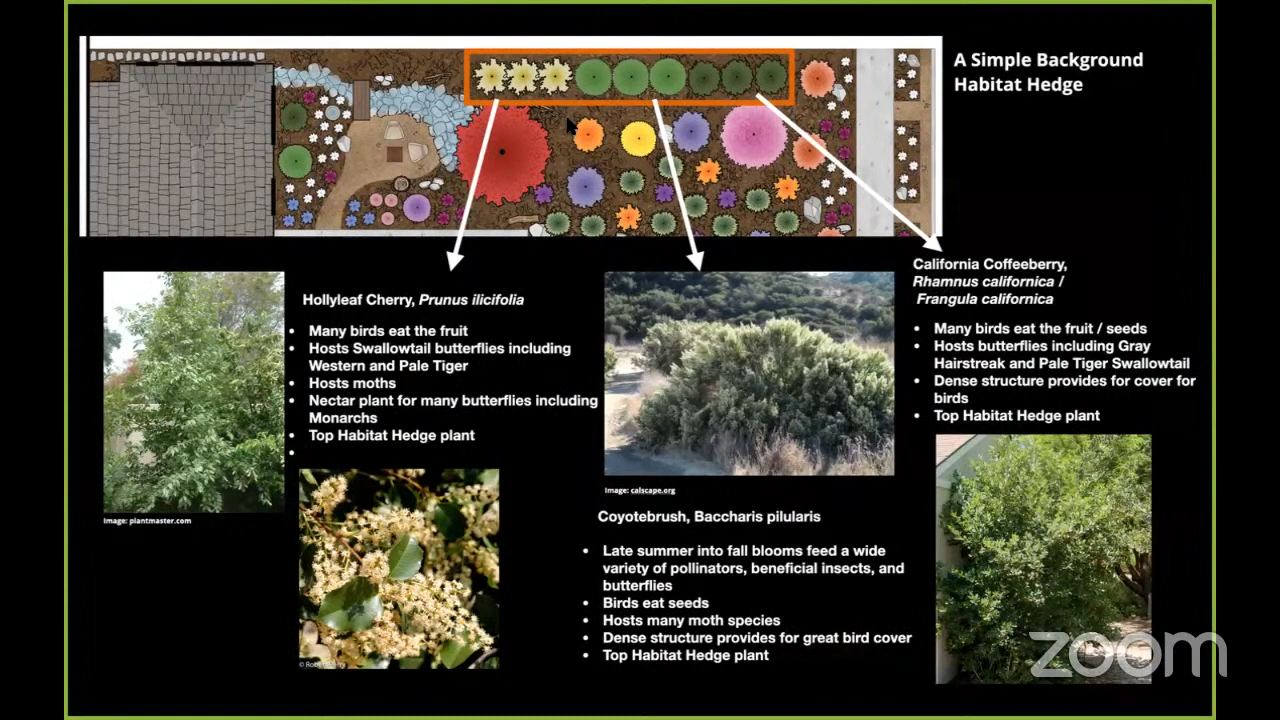 A Simple Background
Habitat Hedge
Hollyleaf Cherry, Prunus ilicifolia
• Many birds eat the fruit
• Hosts Swallowtail butterflies including
Western and Pale Tiger
• Hosts moths
• Nectar plant for many butterflies including
Monarchs
• Top Habitat Hedge plant
•
Image: plantmaster.com
Image: calscape.org
Coyotebrush, Baccharis pilularis
• Late summer into fall blooms feed a wide
variety of pollinators, beneficial insects, and
butterflies
• Birds eat seeds
• Hosts many moth species
• Dense structure provides for great bird cover
• Top Habitat Hedge plant
California Coffeeberry,
Rhamnus californica /
Frangula californica
• Many birds eat the fruit / seeds
• Hosts butterflies including Gray
Hairstreak and Pale Tiger Swallowtail
• Dense structure provides for cover for
birds
• Top Habitat Hedge plant
zoom